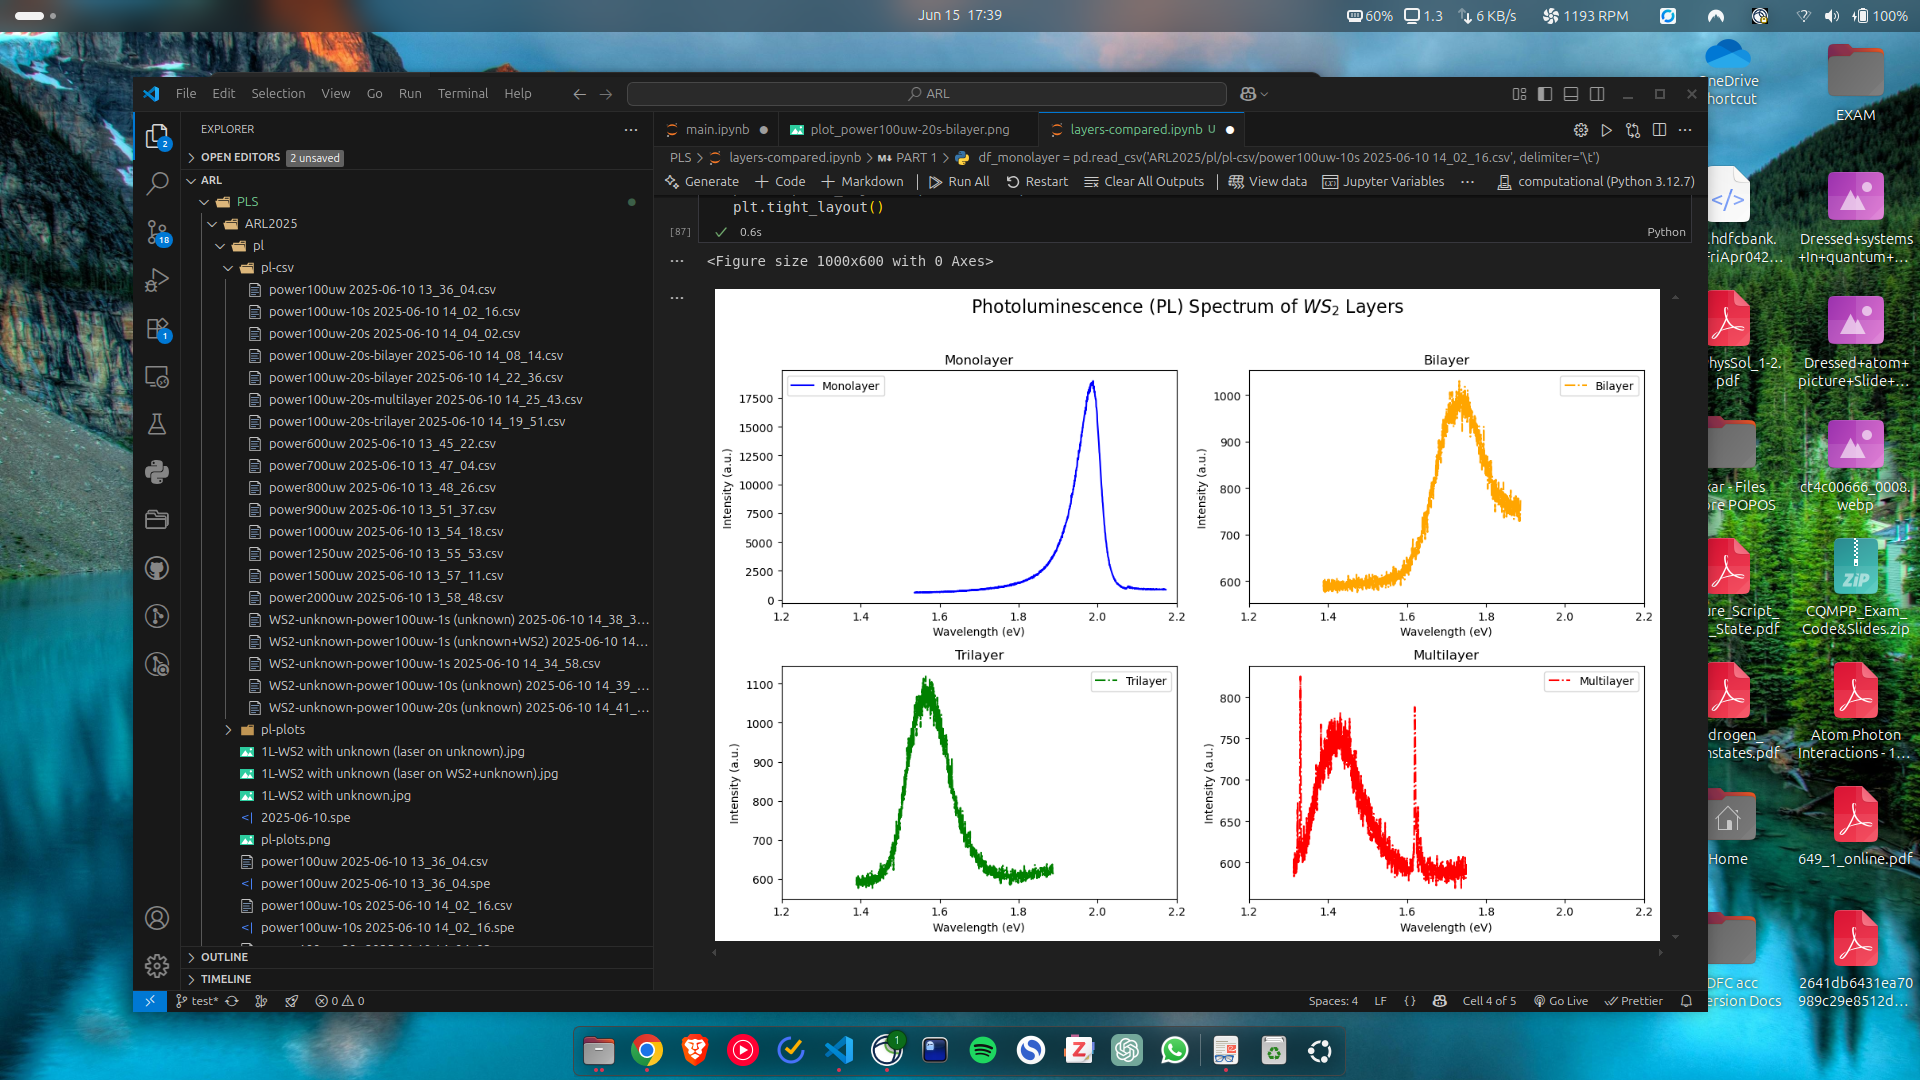 Jun 15 17:39
60%
1.3
6 KB/s
1193 RPM
100%
File Edit Selection View Go Run Terminal Help
ARL
EXPLORER
OPEN EDITORS 2 unsaved
ARL
PLS
ARL2025
pl
pl-csv
power100uw 2025-06-10 13_36_04.csv
power100uw-10s 2025-06-10 14_02_16.csv
power100uw-20s 2025-06-10 14_04_02.csv
power100uw-20s-bilayer 2025-06-10 14_08_14.csv
power100uw-20s-bilayer 2025-06-10 14_22_36.csv
power100uw-20s-multilayer 2025-06-10 14_25_43.csv
power100uw-20s-trilayer 2025-06-10 14_19_51.csv
power600uw 2025-06-10 13_45_22.csv
power700uw 2025-06-10 13_47_04.csv
power800uw 2025-06-10 13_48_26.csv
power900uw 2025-06-10 13_51_37.csv
power1000uw 2025-06-10 13_54_18.csv
power1250uw 2025-06-10 13_55_53.csv
power1500uw 2025-06-10 13_57_11.csv
power2000uw 2025-06-10 13_58_48.csv
WS2-unknown-power100uw-1s (unknown) 2025-06-10 14_38_3...
WS2-unknown-power100uw-1s (unknown+WS2) 2025-06-10 14...
WS2-unknown-power100uw-1s 2025-06-10 14_34_58.csv
WS2-unknown-power100uw-10s (unknown) 2025-06-10 14_39_...
WS2-unknown-power100uw-20s (unknown) 2025-06-10 14_41_...
pl-plots
1L-WS2 with unknown (laser on unknown).jpg
1L-WS2 with unknown (laser on WS2+unknown).jpg
1L-WS2 with unknown.jpg
2025-06-10.spe
pl-plots.png
power100uw 2025-06-10 13_36_04.csv
power100uw 2025-06-10 13_36_04.spe
power100uw-10s 2025-06-10 14_02_16.csv
power100uw-10s 2025-06-10 14_02_16.spe
OUTLINE
TIMELINE
2
18
1
main.ipynb
plot_power100uw-20s-bilayer.png
layers-compared.ipynb U
PLS > layers-compared.ipynb > M↓ PART 1 > df_monolayer = pd.read_csv('ARL2025/pl/pl-csv/power100uw-10s 2025-06-10 14_02_16.csv', delimiter='\t')
Generate + Code + Markdown Run All Restart Clear All Outputs View data Jupyter Variables ... computational (Python 3.12.7)
plt.tight_layout()
[87] 0.6s Python
<Figure size 1000x600 with 0 Axes>
Photoluminescence (PL) Spectrum of WS2 Layers
Monolayer
Monolayer
17500
15000
12500
10000
7500
5000
2500
0
Intensity (a.u.)
1.2 1.4 1.6 1.8 2.0 2.2
Wavelength (eV)
Bilayer
Bilayer
1000
900
800
700
600
Intensity (a.u.)
1.2 1.4 1.6 1.8 2.0 2.2
Wavelength (eV)
Trilayer
Trilayer
1100
1000
900
800
700
600
Intensity (a.u.)
1.2 1.4 1.6 1.8 2.0 2.2
Wavelength (eV)
Multilayer
Multilayer
800
750
700
650
600
Intensity (a.u.)
1.2 1.4 1.6 1.8 2.0 2.2
Wavelength (eV)
test*
0 0
Spaces: 4 LF {} Cell 4 of 5 Go Live Prettier
neDrive
hortcut
EXAM
.hdfcbank.
FriApr042...
Dressed+systems
+In+quantum+...
hysSol_1-2.
pdf
Dressed+atom+
picture+Slide+...
xar - Files
re POPOS
ct4c00666_0008.
webp
ZiP
ure_Script_
_State.pdf
CQMPP_Exam_
Code&Slides.zip
drogen_
nstates.pdf
Atom Photon
Interactions - 1...
Home
649_1_online.pdf
DFC acc
ersion Docs
2641db6431ea70
989c29e8512d...
1